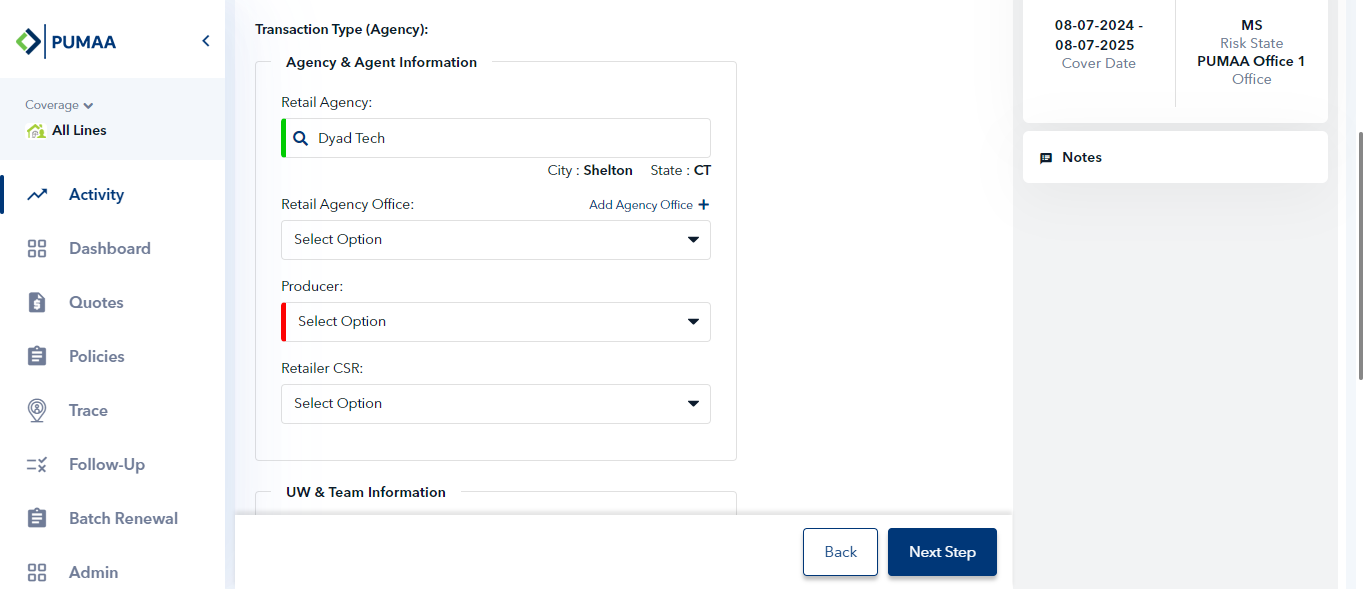 PUMAA
Coverage
All Lines
Activity
Dashboard
Quotes
Policies
Trace
Follow-Up
Batch Renewal
Admin
Transaction Type (Agency):
Agency & Agent Information
Retail Agency:
Dyad Tech
City : Shelton State : CT
Retail Agency Office: Add Agency Office +
Select Option
Producer:
Select Option
Retailer CSR:
Select Option
UW & Team Information
Back Next Step
08-07-2024 -
08-07-2025
Cover Date
MS
Risk State
PUMAA Office 1
Office
Notes